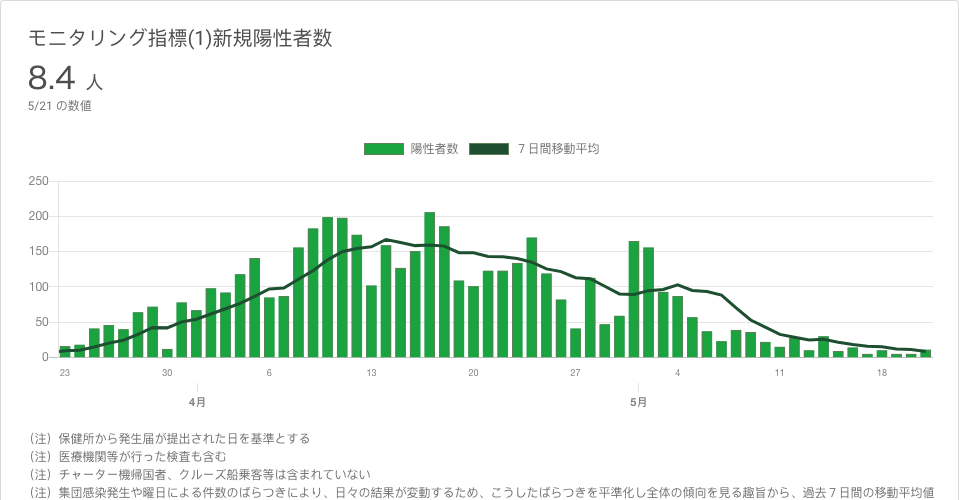 モニタリング指標(1)新規陽性者数
8.4 人
5/21 の数値
陽性者数 ７日間移動平均
250
200
150
100
50
0
23 30 6 13 20 27 4 11 18
4月 5月
（注）保健所から発生届が提出された日を基準とする
（注）医療機関等が行った検査も含む
（注）チャーター機帰国者、クルーズ船乗客等は含まれていない
（注）集団感染発生や曜日による件数のばらつきにより、日々の結果が変動するため、こうしたばらつきを平準化し全体の傾向を見る趣旨から、過去７日間の移動平均値